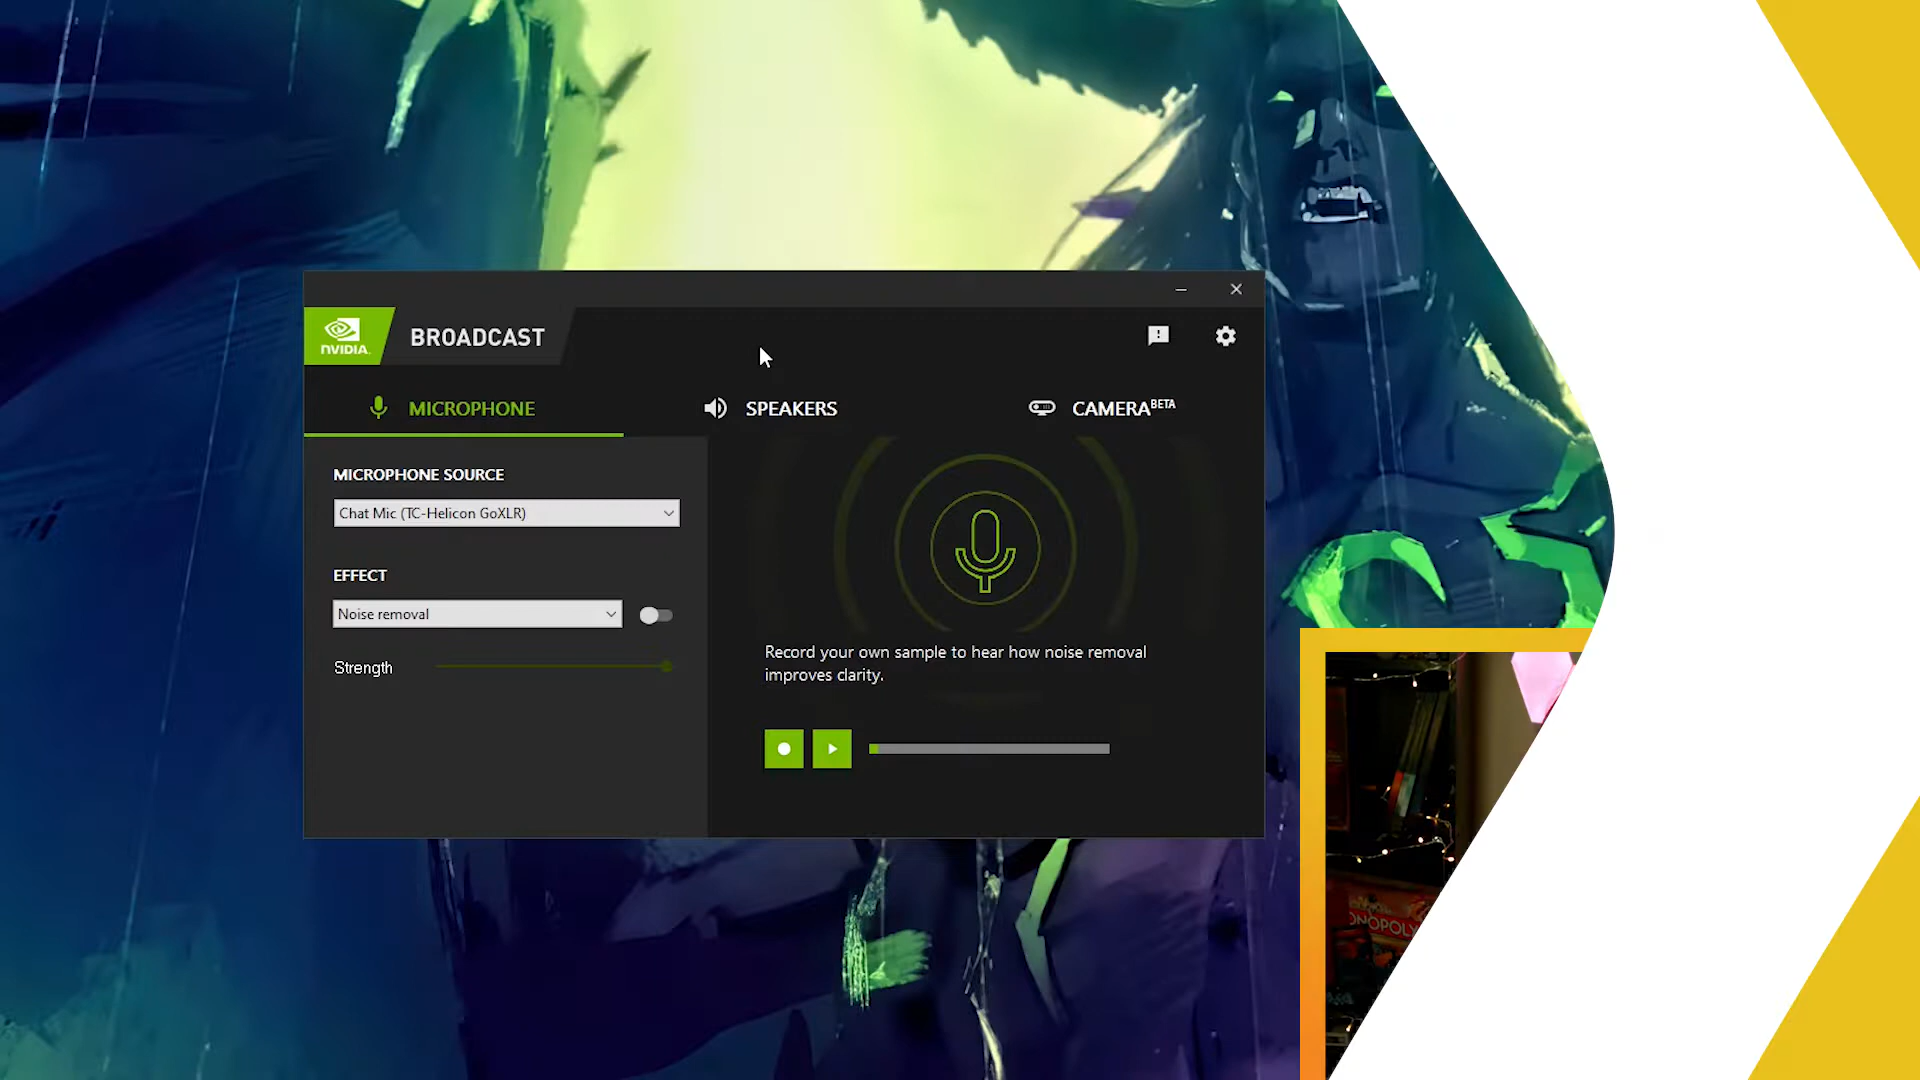 NVIDIA.
BROADCAST
MICROPHONE
SPEAKERS
CAMERA BETA
MICROPHONE SOURCE
Chat Mic (TC-Helicon GoXLR)
EFFECT
Noise removal
Strength
Record your own sample to hear how noise removal
improves clarity.
ONOPOLY